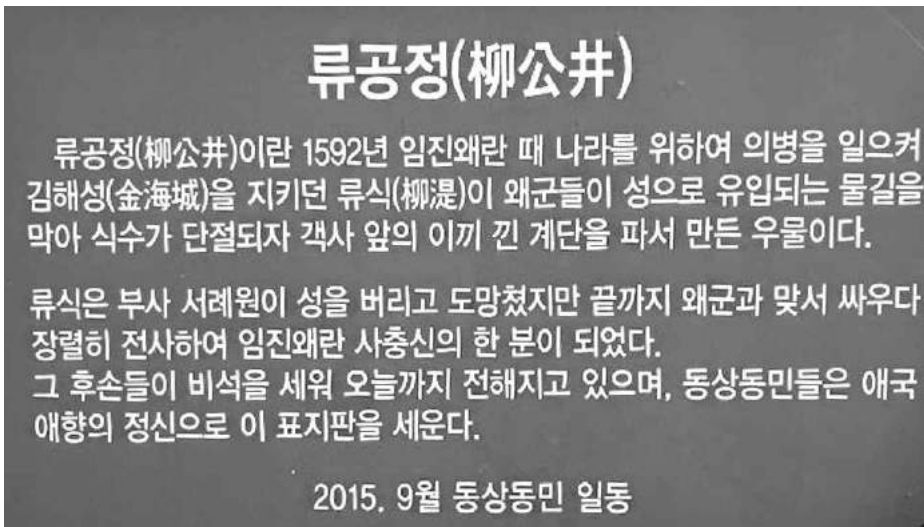 류공정(柳公井)
류공정(柳公井)이란 1592년 임진왜란 때 나라를 위하여 의병을 일으켜
김해성(金海城)을 지키던 류식(柳湜)이 왜군들이 성으로 유입되는 물길을
막아 식수가 단절되자 객사 앞의 이끼 낀 계단을 파서 만든 우물이다.
류식은 부사 서례원이 성을 버리고 도망쳤지만 끝까지 왜군과 맞서 싸우다
장렬히 전사하여 임진왜란 사충신의 한 분이 되었다.
그 후손들이 비석을 세워 오늘까지 전해지고 있으며, 동상동민들은 애국
애향의 정신으로 이 표지판을 세운다.
2015. 9월 동상동민 일동